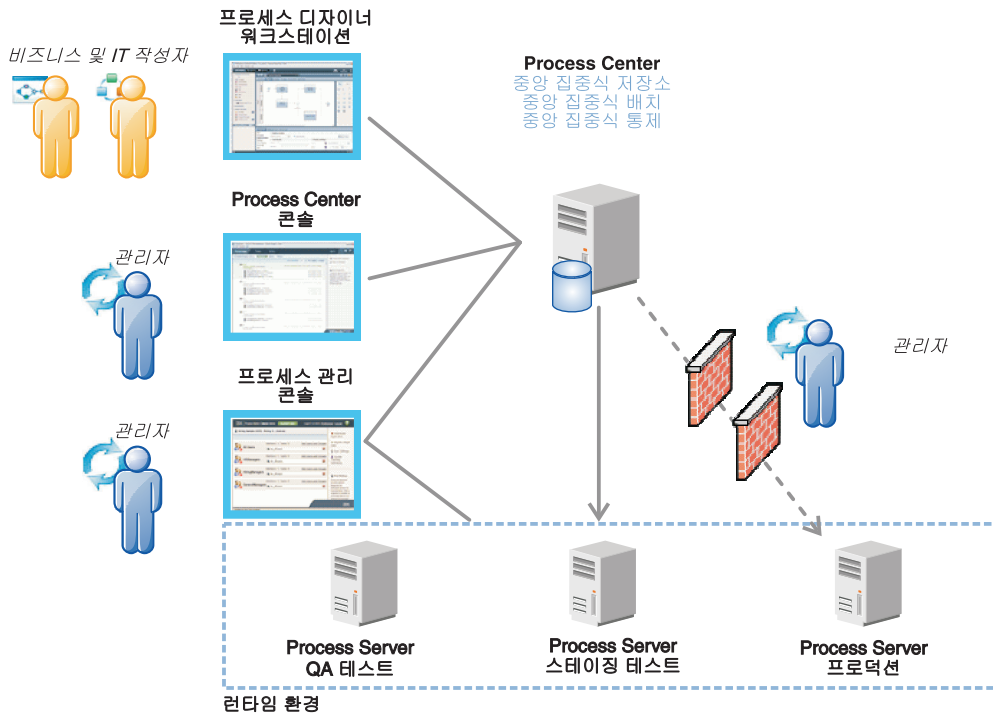 프로세스 디자이너
워크스테이션
비즈니스 및 IT 작성자
Process Center
중앙 집중식 저장소
중앙 집중식 배치
중앙 집중식 통제
Process Center
콘솔
관리자
프로세스 관리
콘솔
관리자
관리자
Process Server
QA 테스트
Process Server
스테이징 테스트
Process Server
프로덕션
런타임 환경